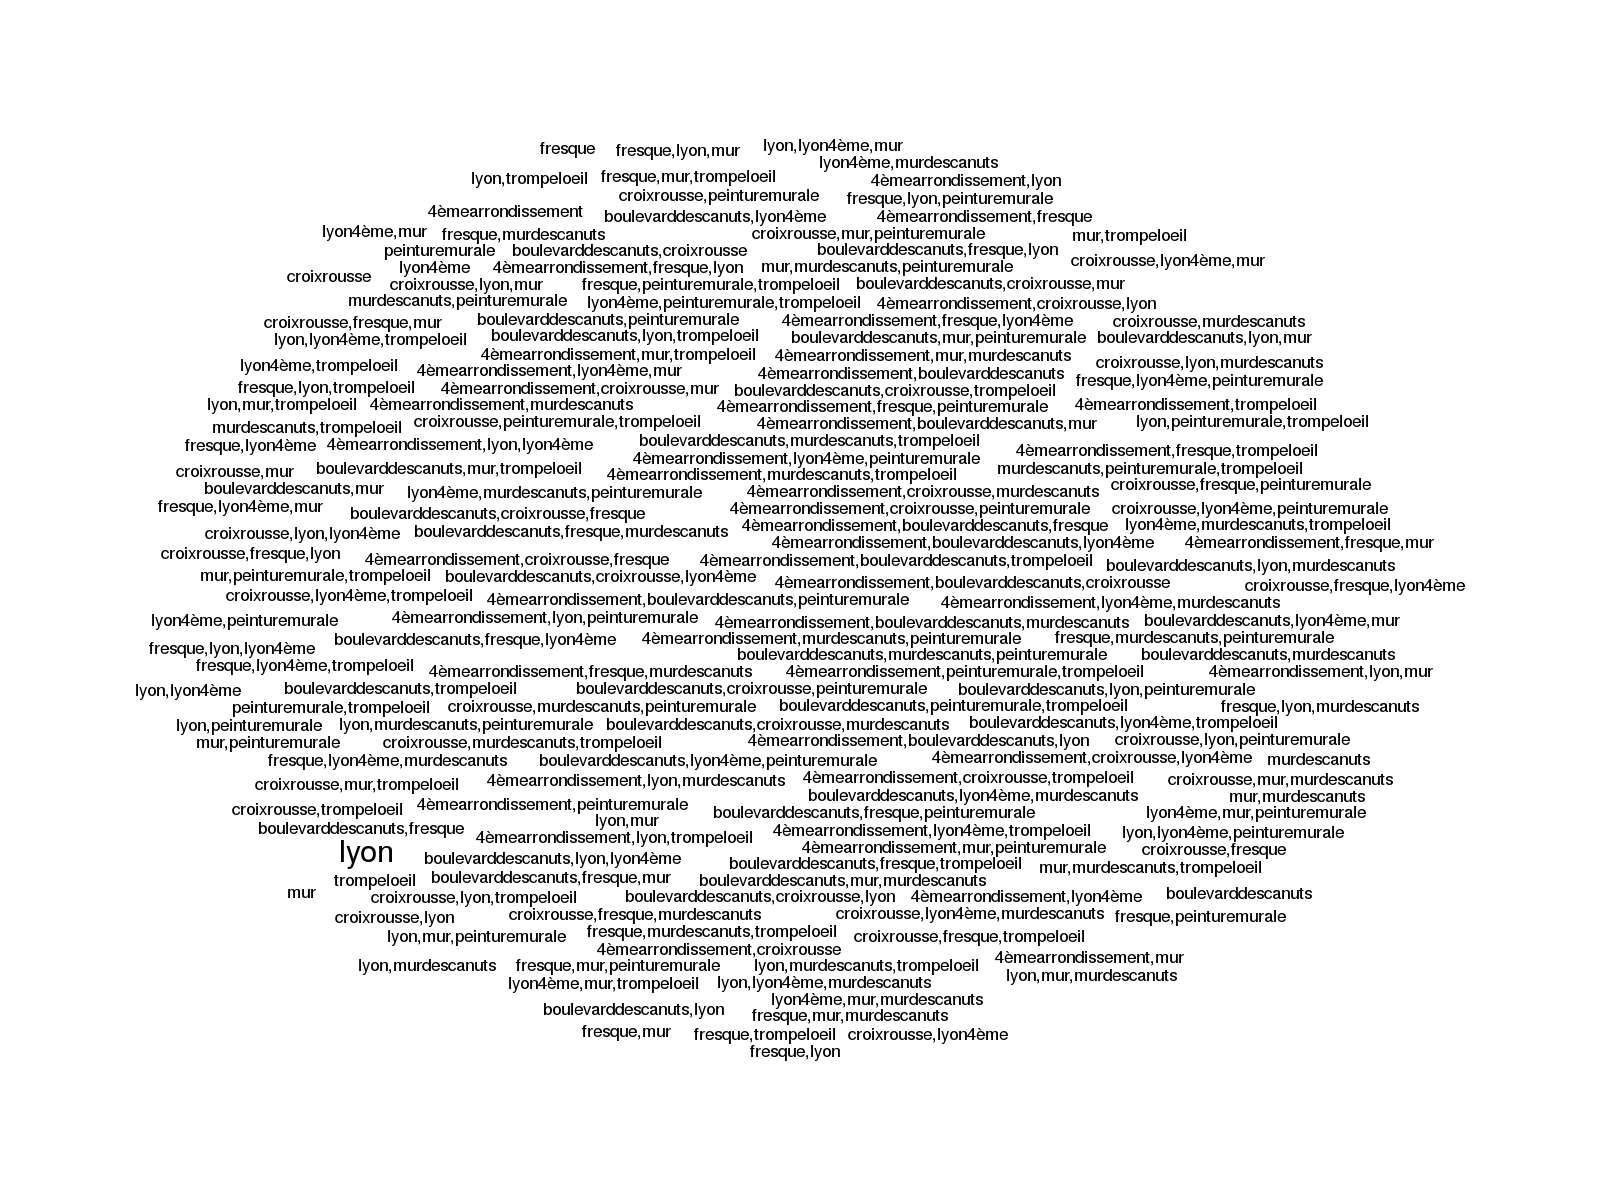 fresque fresque,lyon,mur lyon,lyon4ème,mur
lyon4ème,murdescanuts
lyon,trompeloeil fresque,mur,trompeloeil 4èmearrondissement,lyon
croixrousse,peinturemurale fresque,lyon,peinturemurale
4èmearrondissement boulevarddescanuts,lyon4ème 4èmearrondissement,fresque
lyon4ème,mur fresque,murdescanuts croixrousse,mur,peinturemurale mur,trompeloeil
peinturemurale boulevarddescanuts,croixrousse boulevarddescanuts,fresque,lyon
lyon4ème 4èmearrondissement,fresque,lyon mur,murdescanuts,peinturemurale croixrousse,lyon4ème,mur
croixrousse croixrousse,lyon,mur fresque,peinturemurale,trompeloeil boulevarddescanuts,croixrousse,mur
murdescanuts,peinturemurale lyon4ème,peinturemurale,trompeloeil 4èmearrondissement,croixrousse,lyon
croixrousse,fresque,mur boulevarddescanuts,peinturemurale 4èmearrondissement,fresque,lyon4ème croixrousse,murdescanuts
lyon,lyon4ème,trompeloeil boulevarddescanuts,lyon,trompeloeil boulevarddescanuts,mur,peinturemurale boulevarddescanuts,lyon,mur
4èmearrondissement,mur,trompeloeil 4èmearrondissement,mur,murdescanuts
lyon4ème,trompeloeil 4èmearrondissement,lyon4ème,mur 4èmearrondissement,boulevarddescanuts croixrousse,lyon,murdescanuts
fresque,lyon,trompeloeil 4èmearrondissement,croixrousse,mur boulevarddescanuts,croixrousse,trompeloeil fresque,lyon4ème,peinturemurale
lyon,mur,trompeloeil 4èmearrondissement,murdescanuts 4èmearrondissement,fresque,peinturemurale 4èmearrondissement,trompeloeil
murdescanuts,trompeloeil croixrousse,peinturemurale,trompeloeil 4èmearrondissement,boulevarddescanuts,mur lyon,peinturemurale,trompeloeil
fresque,lyon4ème 4èmearrondissement,lyon,lyon4ème boulevarddescanuts,murdescanuts,trompeloeil
4èmearrondissement,lyon4ème,peinturemurale 4èmearrondissement,fresque,trompeloeil
croixrousse,mur boulevarddescanuts,mur,trompeloeil 4èmearrondissement,murdescanuts,trompeloeil murdescanuts,peinturemurale,trompeloeil
boulevarddescanuts,mur lyon4ème,murdescanuts,peinturemurale 4èmearrondissement,croixrousse,murdescanuts croixrousse,fresque,peinturemurale
fresque,lyon4ème,mur boulevarddescanuts,croixrousse,fresque 4èmearrondissement,croixrousse,peinturemurale croixrousse,lyon4ème,peinturemurale
croixrousse,lyon,lyon4ème boulevarddescanuts,fresque,murdescanuts 4èmearrondissement,boulevarddescanuts,fresque lyon4ème,murdescanuts,trompeloeil
4èmearrondissement,boulevarddescanuts,lyon4ème 4èmearrondissement,fresque,mur
croixrousse,fresque,lyon 4èmearrondissement,croixrousse,fresque 4èmearrondissement,boulevarddescanuts,trompeloeil boulevarddescanuts,lyon,murdescanuts
mur,peinturemurale,trompeloeil boulevarddescanuts,croixrousse,lyon4ème 4èmearrondissement,boulevarddescanuts,croixrousse croixrousse,fresque,lyon4ème
croixrousse,lyon4ème,trompeloeil 4èmearrondissement,boulevarddescanuts,peinturemurale 4èmearrondissement,lyon4ème,murdescanuts
lyon4ème,peinturemurale 4èmearrondissement,lyon,peinturemurale 4èmearrondissement,boulevarddescanuts,murdescanuts boulevarddescanuts,lyon4ème,mur
fresque,lyon,lyon4ème boulevarddescanuts,fresque,lyon4ème 4èmearrondissement,murdescanuts,peinturemurale fresque,murdescanuts,peinturemurale
boulevarddescanuts,murdescanuts,peinturemurale boulevarddescanuts,murdescanuts
fresque,lyon4ème,trompeloeil 4èmearrondissement,fresque,murdescanuts 4èmearrondissement,peinturemurale,trompeloeil 4èmearrondissement,lyon,mur
lyon,lyon4ème boulevarddescanuts,trompeloeil boulevarddescanuts,croixrousse,peinturemurale boulevarddescanuts,lyon,peinturemurale
peinturemurale,trompeloeil croixrousse,murdescanuts,peinturemurale boulevarddescanuts,peinturemurale,trompeloeil fresque,lyon,murdescanuts
lyon,peinturemurale lyon,murdescanuts,peinturemurale boulevarddescanuts,croixrousse,murdescanuts boulevarddescanuts,lyon4ème,trompeloeil
mur,peinturemurale croixrousse,murdescanuts,trompeloeil 4èmearrondissement,boulevarddescanuts,lyon croixrousse,lyon,peinturemurale
fresque,lyon4ème,murdescanuts boulevarddescanuts,lyon4ème,peinturemurale 4èmearrondissement,croixrousse,lyon4ème murdescanuts
croixrousse,mur,trompeloeil 4èmearrondissement,lyon,murdescanuts 4èmearrondissement,croixrousse,trompeloeil croixrousse,mur,murdescanuts
boulevarddescanuts,lyon4ème,murdescanuts mur,murdescanuts
croixrousse,trompeloeil 4èmearrondissement,peinturemurale boulevarddescanuts,fresque,peinturemurale lyon4ème,mur,peinturemurale
boulevarddescanuts,fresque lyon,mur 4èmearrondissement,lyon4ème,trompeloeil lyon,lyon4ème,peinturemurale
4èmearrondissement,lyon,trompeloeil 4èmearrondissement,mur,peinturemurale croixrousse,fresque
lyon boulevarddescanuts,lyon,lyon4ème boulevarddescanuts,fresque,trompeloeil mur,murdescanuts,trompeloeil
trompeloeil boulevarddescanuts,fresque,mur boulevarddescanuts,mur,murdescanuts
mur croixrousse,lyon,trompeloeil boulevarddescanuts,croixrousse,lyon 4èmearrondissement,lyon4ème boulevarddescanuts
croixrousse,lyon croixrousse,fresque,murdescanuts croixrousse,lyon4ème,murdescanuts fresque,peinturemurale
lyon,mur,peinturemurale fresque,murdescanuts,trompeloeil croixrousse,fresque,trompeloeil
4èmearrondissement,croixrousse 4èmearrondissement,mur
lyon,murdescanuts fresque,mur,peinturemurale lyon,murdescanuts,trompeloeil lyon,mur,murdescanuts
lyon4ème,mur,trompeloeil lyon,lyon4ème,murdescanuts
lyon4ème,mur,murdescanuts
boulevarddescanuts,lyon fresque,mur,murdescanuts
fresque,mur fresque,trompeloeil croixrousse,lyon4ème
fresque,lyon